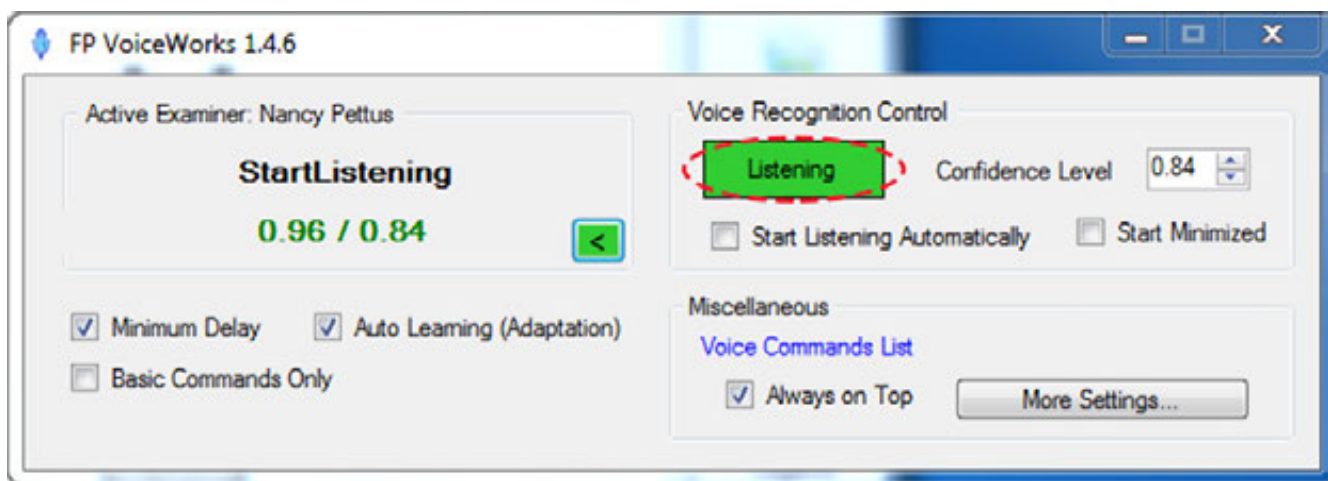 FP VoiceWorks 1.4.6
Active Examiner: Nancy Pettus
StartListening
0.96 / 0.84
<
Minimum Delay
Auto Learning (Adaptation)
Basic Commands Only
Voice Recognition Control
Listening
Confidence Level
0.84
Start Listening Automatically
Start Minimized
Miscellaneous
Voice Commands List
Always on Top
More Settings...